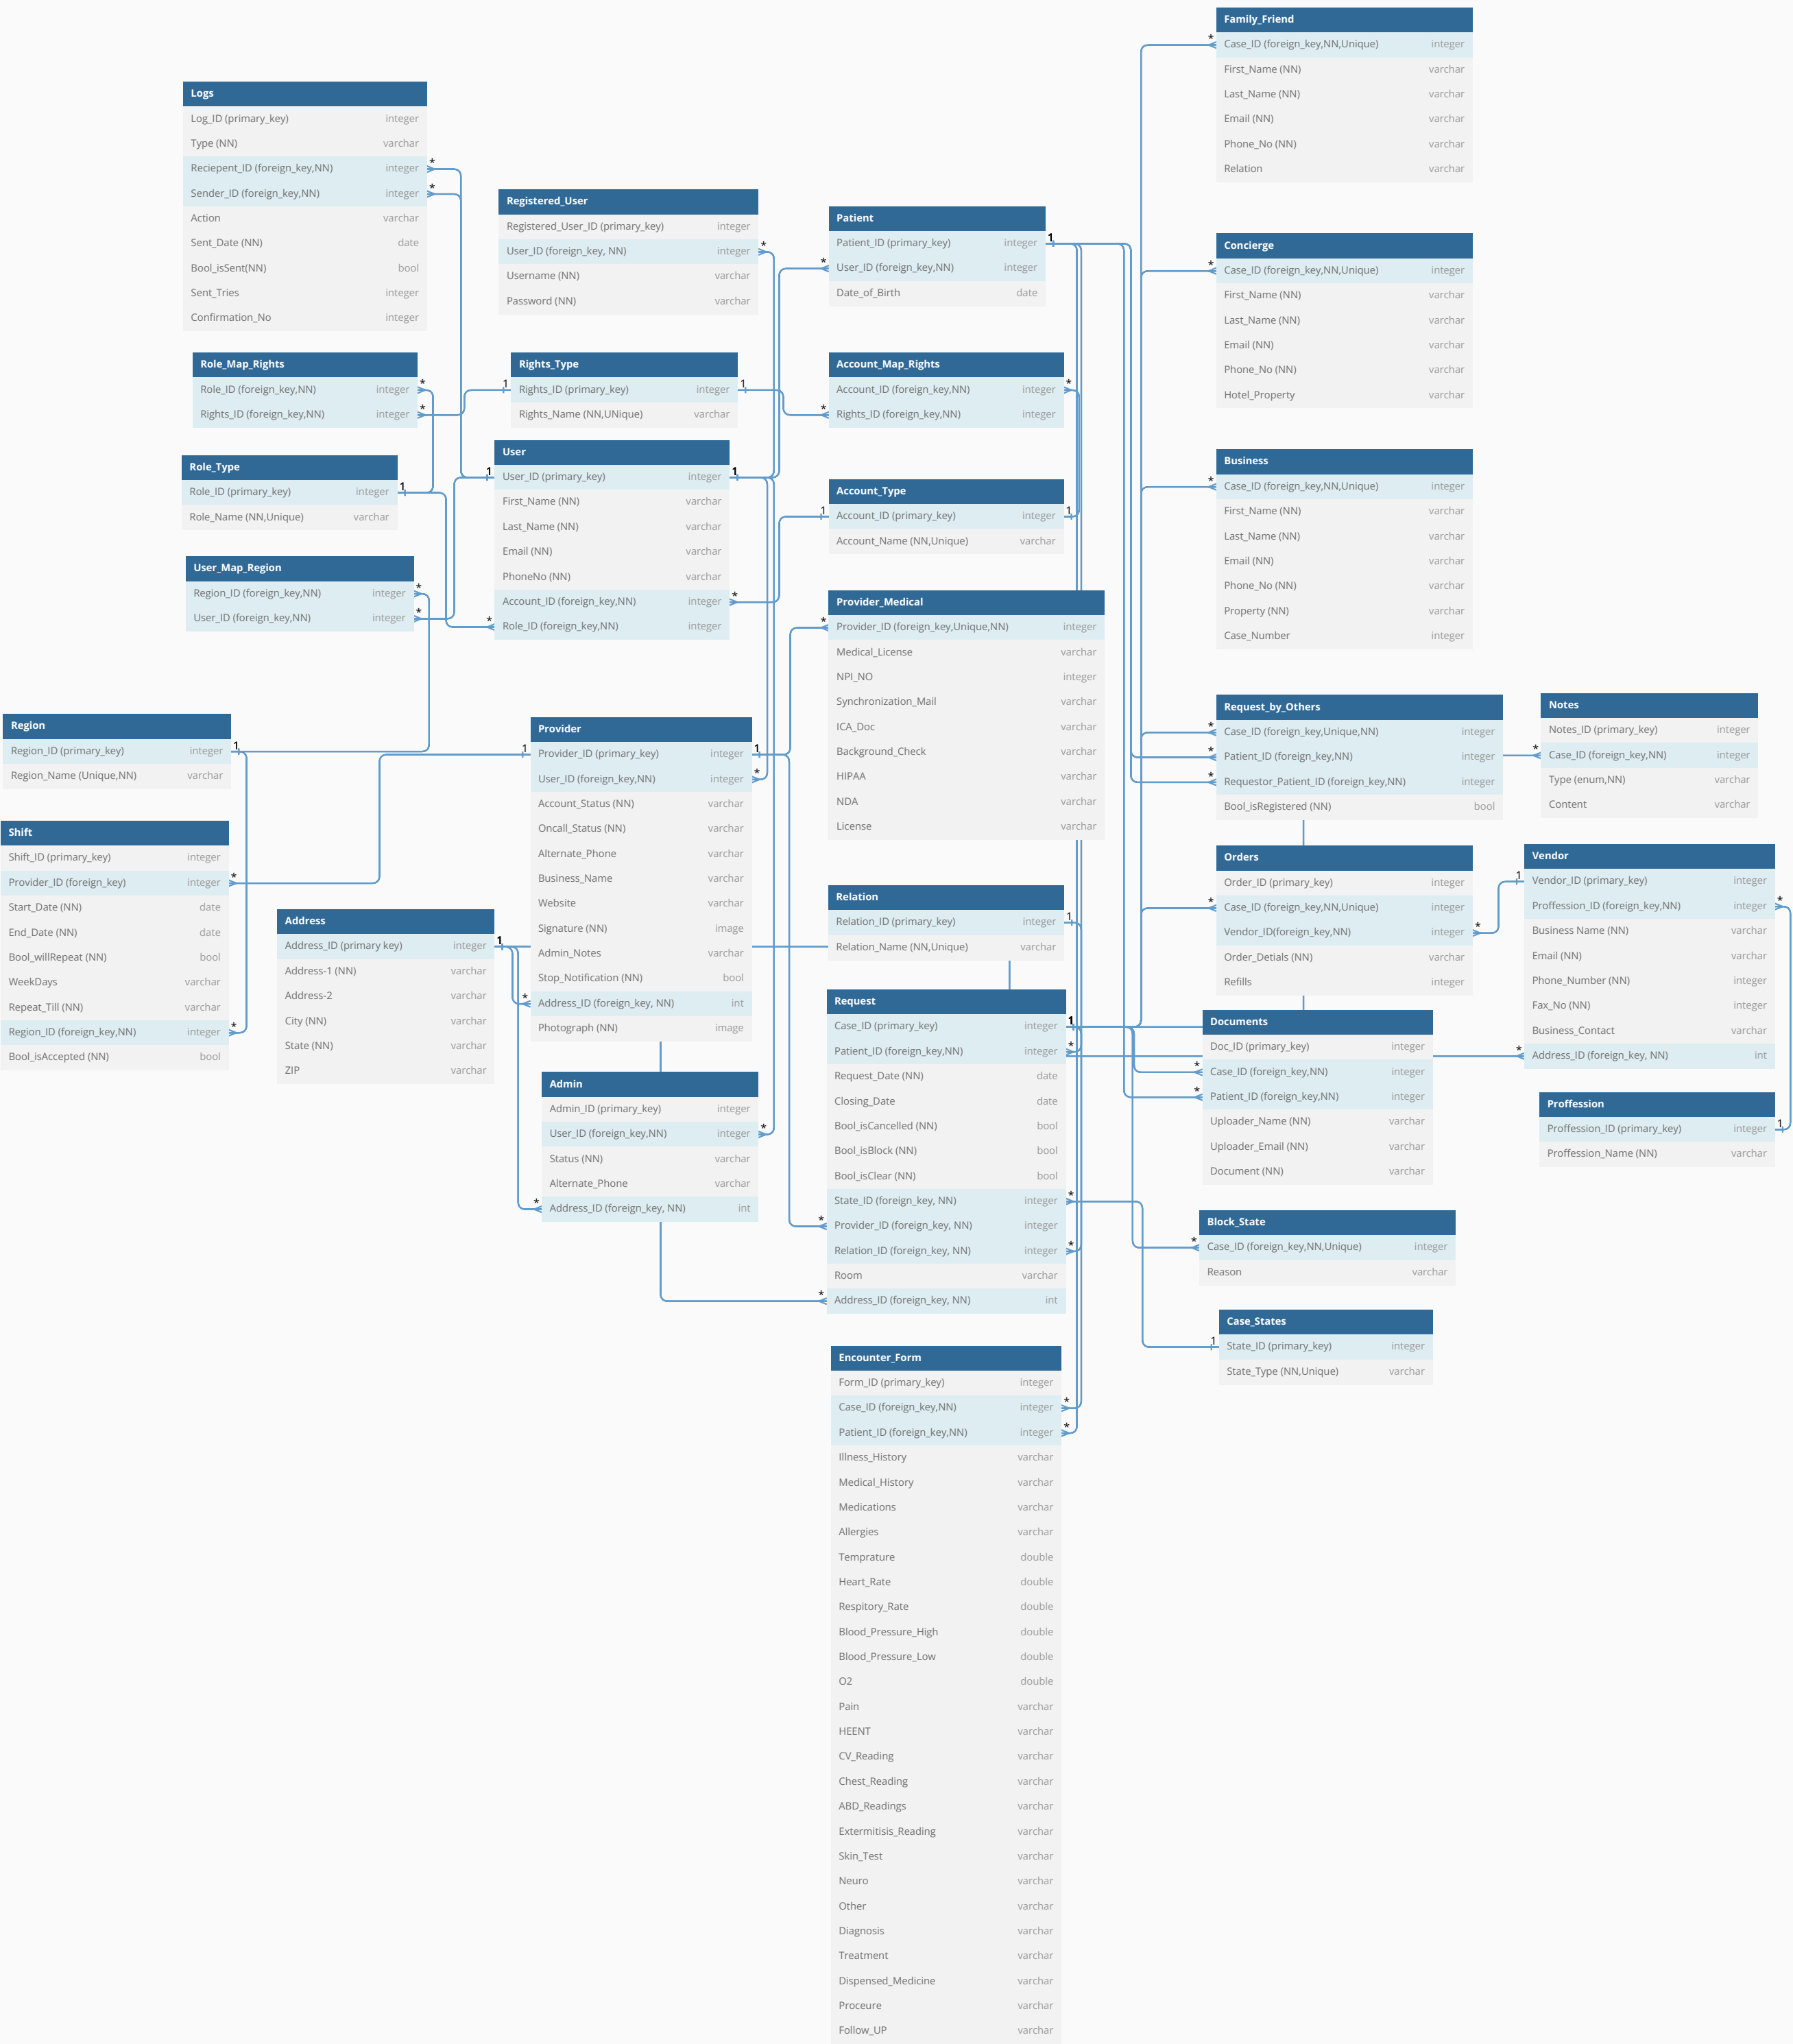 Family_Friend
Case_ID (foreign_key,NN,Unique) integer
First_Name (NN) varchar
Last_Name (NN) varchar
Email (NN) varchar
Phone_No (NN) varchar
Relation varchar
Logs
Log_ID (primary_key) integer
Type (NN) varchar
Reciepent_ID (foreign_key,NN) integer
Sender_ID (foreign_key,NN) integer
Action varchar
Sent_Date (NN) date
Bool_isSent(NN) bool
Sent_Tries integer
Confirmation_No integer
Registered_User
Registered_User_ID (primary_key) integer
User_ID (foreign_key, NN) integer
Username (NN) varchar
Password (NN) varchar
Patient
Patient_ID (primary_key) integer
User_ID (foreign_key,NN) integer
Date_of_Birth date
Concierge
Case_ID (foreign_key,NN,Unique) integer
First_Name (NN) varchar
Last_Name (NN) varchar
Email (NN) varchar
Phone_No (NN) varchar
Hotel_Property varchar
Role_Map_Rights
Role_ID (foreign_key,NN) integer
Rights_ID (foreign_key,NN) integer
Rights_Type
Rights_ID (primary_key) integer
Rights_Name (NN,UNique) varchar
Account_Map_Rights
Account_ID (foreign_key,NN) integer
Rights_ID (foreign_key,NN) integer
Role_Type
Role_ID (primary_key) integer
Role_Name (NN,Unique) varchar
User
User_ID (primary_key) integer
First_Name (NN) varchar
Last_Name (NN) varchar
Email (NN) varchar
PhoneNo (NN) varchar
Account_ID (foreign_key,NN) integer
Role_ID (foreign_key,NN) integer
Account_Type
Account_ID (primary_key) integer
Account_Name (NN,Unique) varchar
Business
Case_ID (foreign_key,NN,Unique) integer
First_Name (NN) varchar
Last_Name (NN) varchar
Email (NN) varchar
Phone_No (NN) varchar
Property (NN) varchar
Case_Number integer
User_Map_Region
Region_ID (foreign_key,NN) integer
User_ID (foreign_key,NN) integer
Provider_Medical
Provider_ID (foreign_key,Unique,NN) integer
Medical_License varchar
NPI_NO integer
Synchronization_Mail varchar
ICA_Doc varchar
Background_Check varchar
HIPAA varchar
NDA varchar
License varchar
Region
Region_ID (primary_key) integer
Region_Name (Unique,NN) varchar
Provider
Provider_ID (primary_key) integer
User_ID (foreign_key,NN) integer
Account_Status (NN) varchar
Oncall_Status (NN) varchar
Alternate_Phone varchar
Business_Name varchar
Website varchar
Signature (NN) image
Admin_Notes varchar
Stop_Notification (NN) bool
Address_ID (foreign_key, NN) int
Photograph (NN) image
Request_by_Others
Case_ID (foreign_key,Unique,NN) integer
Patient_ID (foreign_key,NN) integer
Requestor_Patient_ID (foreign_key,NN) integer
Bool_isRegistered (NN) bool
Notes
Notes_ID (primary_key) integer
Case_ID (foreign_key,NN) integer
Type (enum,NN) varchar
Content varchar
Shift
Shift_ID (primary_key) integer
Provider_ID (foreign_key) integer
Start_Date (NN) date
End_Date (NN) date
Bool_willRepeat (NN) bool
WeekDays varchar
Repeat_Till (NN) varchar
Region_ID (foreign_key,NN) integer
Bool_isAccepted (NN) bool
Address
Address_ID (primary key) integer
Address-1 (NN) varchar
Address-2 varchar
City (NN) varchar
State (NN) varchar
ZIP varchar
Relation
Relation_ID (primary_key) integer
Relation_Name (NN,Unique) varchar
Orders
Order_ID (primary_key) integer
Case_ID (foreign_key,NN,Unique) integer
Vendor_ID(foreign_key,NN) integer
Order_Detials (NN) varchar
Refills integer
Vendor
Vendor_ID (primary_key) integer
Proffession_ID (foreign_key,NN) integer
Business Name (NN) varchar
Email (NN) varchar
Phone_Number (NN) integer
Fax_No (NN) integer
Business_Contact varchar
Address_ID (foreign_key, NN) int
Admin
Admin_ID (primary_key) integer
User_ID (foreign_key,NN) integer
Status (NN) varchar
Alternate_Phone varchar
Address_ID (foreign_key, NN) int
Request
Case_ID (primary_key) integer
Patient_ID (foreign_key,NN) integer
Request_Date (NN) date
Closing_Date date
Bool_isCancelled (NN) bool
Bool_isBlock (NN) bool
Bool_isClear (NN) bool
State_ID (foreign_key, NN) integer
Provider_ID (foreign_key, NN) integer
Relation_ID (foreign_key, NN) integer
Room varchar
Address_ID (foreign_key, NN) int
Documents
Doc_ID (primary_key) integer
Case_ID (foreign_key,NN) integer
Patient_ID (foreign_key,NN) integer
Uploader_Name (NN) varchar
Uploader_Email (NN) varchar
Document (NN) varchar
Proffession
Proffession_ID (primary_key) integer
Proffession_Name (NN) varchar
Block_State
Case_ID (foreign_key,NN,Unique) integer
Reason varchar
Case_States
State_ID (primary_key) integer
State_Type (NN,Unique) varchar
Encounter_Form
Form_ID (primary_key) integer
Case_ID (foreign_key,NN) integer
Patient_ID (foreign_key,NN) integer
Illness_History varchar
Medical_History varchar
Medications varchar
Allergies varchar
Temprature double
Heart_Rate double
Respitory_Rate double
Blood_Pressure_High double
Blood_Pressure_Low double
O2 double
Pain varchar
HEENT varchar
CV_Reading varchar
Chest_Reading varchar
ABD_Readings varchar
Extermitisis_Reading varchar
Skin_Test varchar
Neuro varchar
Other varchar
Diagnosis varchar
Treatment varchar
Dispensed_Medicine varchar
Proceure varchar
Follow_UP varchar